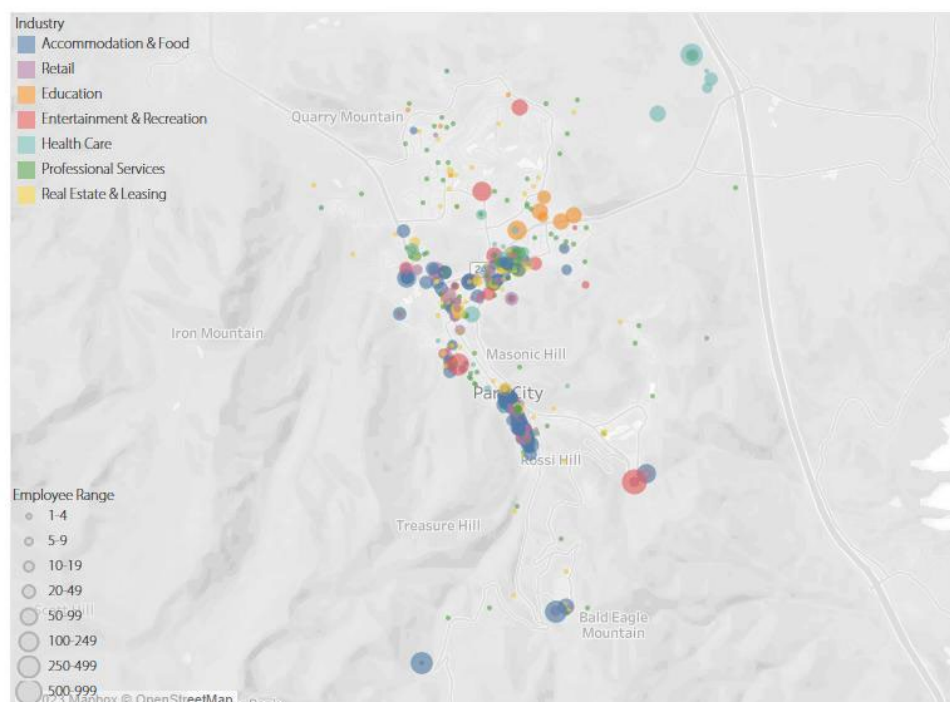 Industry
Accommodation & Food
Retail
Education
Entertainment & Recreation
Health Care
Professional Services
Real Estate & Leasing
Quarry Mountain
24
Iron Mountain
Masonic Hill
Park City
Rossi Hill
Employee Range
1-4
5-9
10-19
20-49
50-99
100-249
250-499
500-999
Treasure Hill
Bald Eagle
Mountain
Mapbox © OpenStreetMap